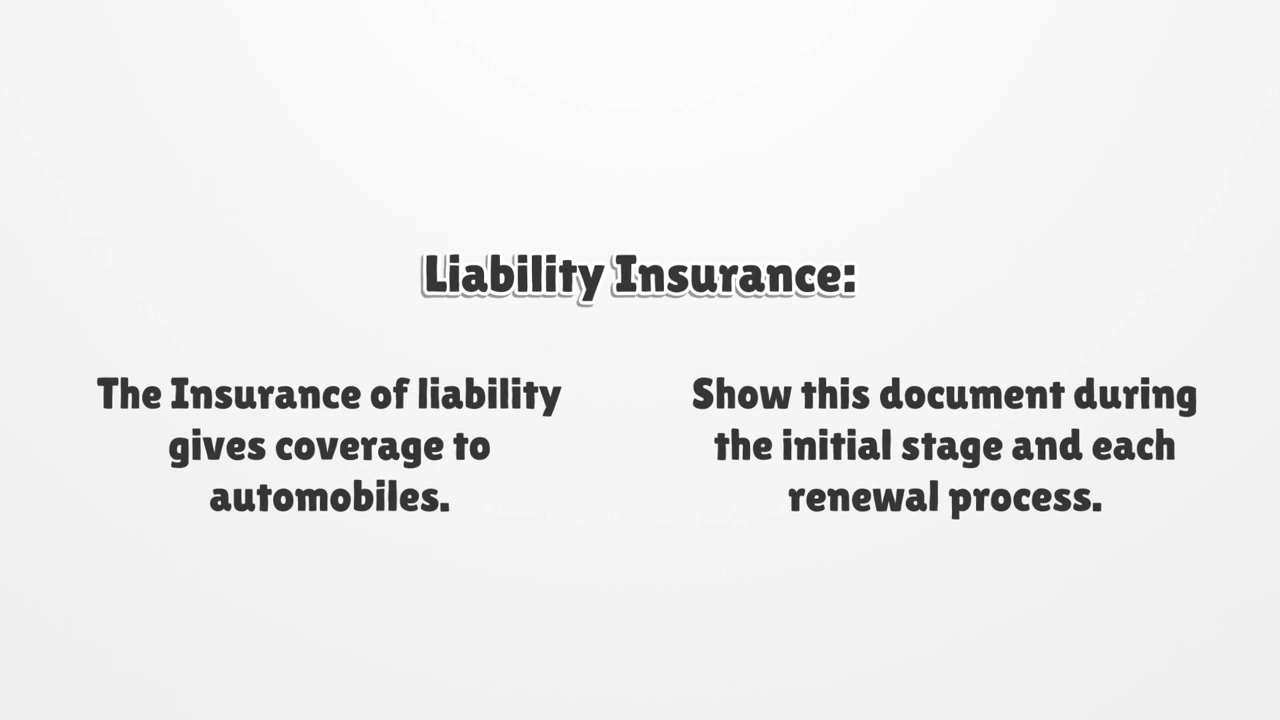 Liability Insurance:
The Insurance of liability
gives coverage to
automobiles.
Show this document during
the initial stage and each
renewal process.